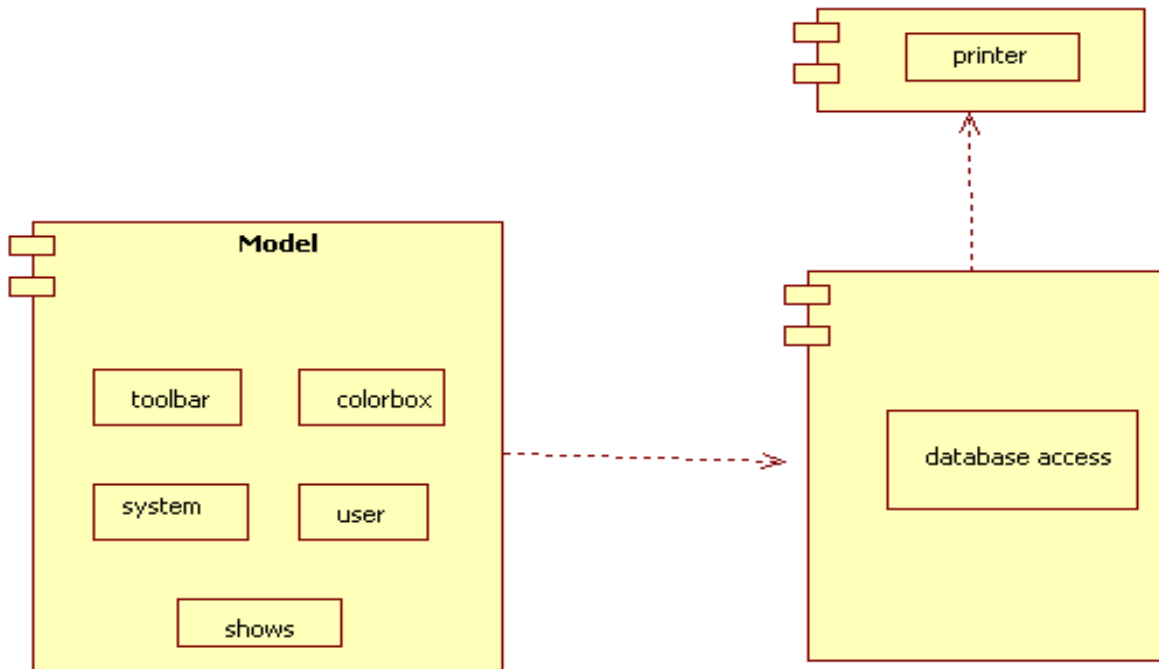 printer
Model
toolbar
colorbox
database access
system
user
shows